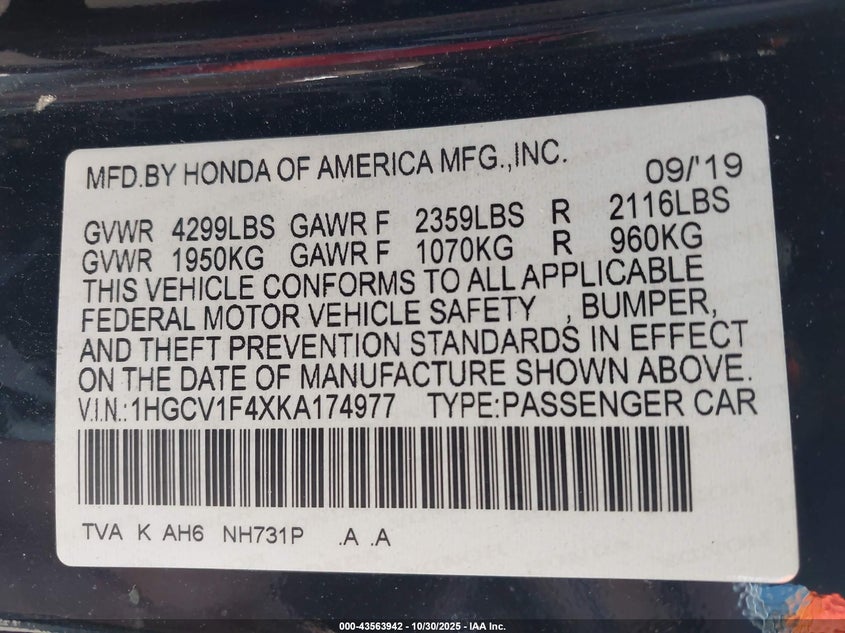 MFD.BY HONDA OF AMERICA MFG.,INC. 09/'19
GVWR 4299LBS GAWR F 2359LBS R 2116LBS
GVWR 1950KG GAWR F 1070KG R 960KG
THIS VEHICLE CONFORMS TO ALL APPLICABLE
FEDERAL MOTOR VEHICLE SAFETY , BUMPER,
AND THEFT PREVENTION STANDARDS IN EFFECT
ON THE DATE OF MANUFACTURE SHOWN ABOVE.
V.I.N.:1HGCV1F4XKA174977 TYPE:PASSENGER CAR
TVA K AH6 NH731P .A .A
000-43563942 - 10/30/2025 - IAA Inc.